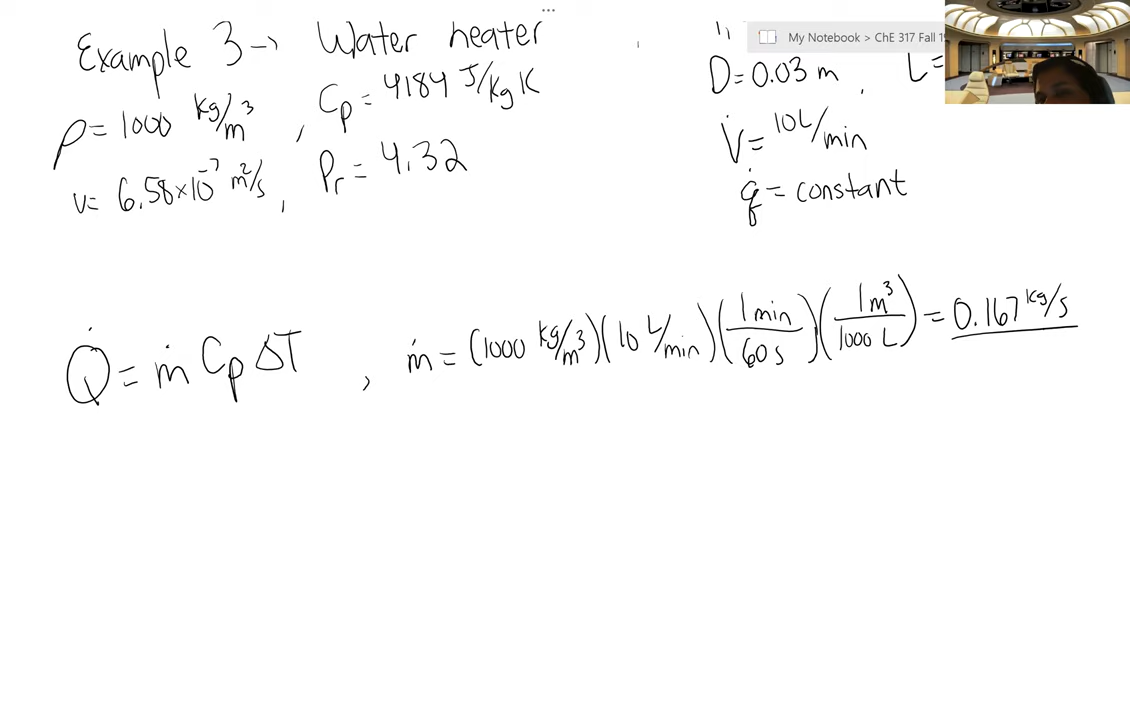 Example 3 → Water heater
ρ = 1000 kg/m³ , Cp = 4184 J/kg K
ν = 6.58×10⁻⁷ m²/s , Pr = 4.32
My Notebook > ChE 317 Fall 19
D = 0.03 m , L =
V̇ = 10 L/min
q̇ = constant
Q̇ = ṁ Cp ΔT , ṁ = (1000 kg/m³)(10 L/min)(1 min/60 s)(1 m³/1000 L) = 0.167 kg/s